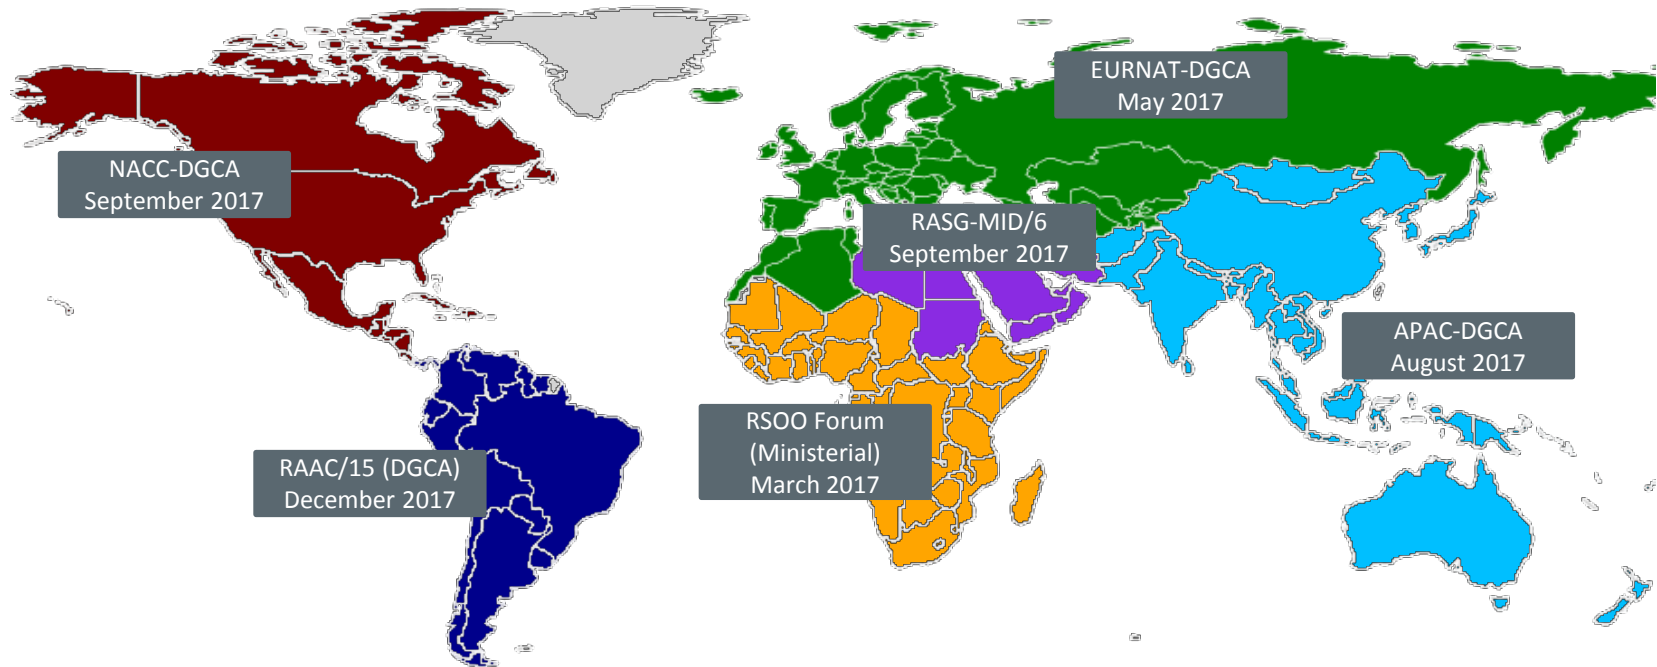 EURNAT-DGCA
May 2017
NACC-DGCA
September 2017
RASG-MID/6
September 2017
APAC-DGCA
August 2017
RSOO Forum
(Ministerial)
March 2017
RAAC/15 (DGCA)
December 2017